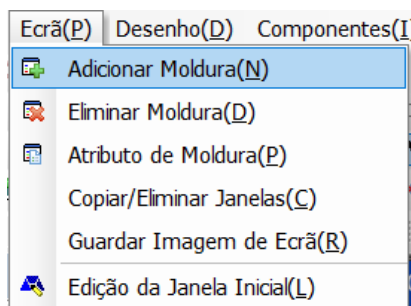 Ecrã(P) Desenho(D) Componentes(I)
Adicionar Moldura(N)
Eliminar Moldura(D)
Atributo de Moldura(P)
Copiar/Eliminar Janelas(C)
Guardar Imagem de Ecrã(R)
Edição da Janela Inicial(L)